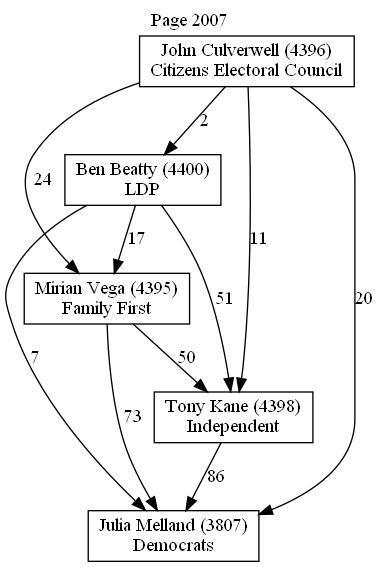 Page 2007
John Culverwell (4396)
Citizens Electoral Council
2
Ben Beatty (4400)
LDP
24
17
11
Mirian Vega (4395)
Family First
51
20
7
50
73
Tony Kane (4398)
Independent
86
Julia Melland (3807)
Democrats